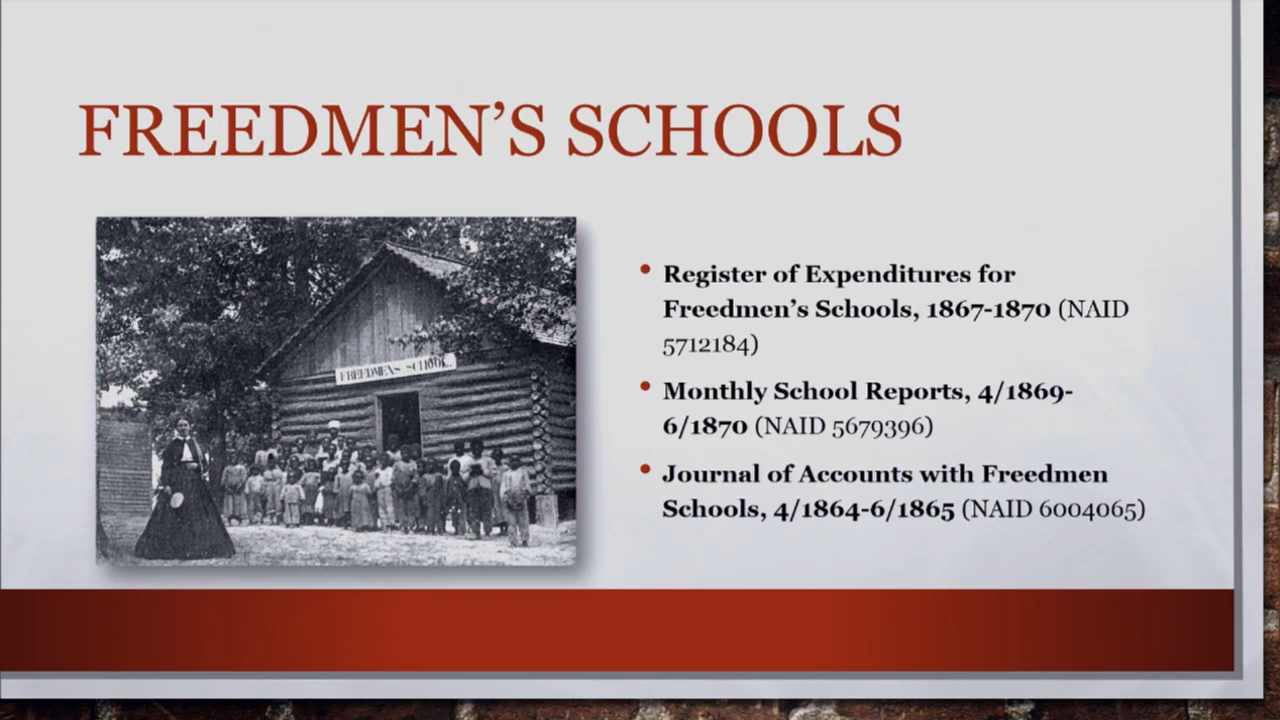 FREEDMEN’S SCHOOLS
FREEDMENS SCHOOL.
• Register of Expenditures for
Freedmen’s Schools, 1867-1870 (NAID
5712184)
• Monthly School Reports, 4/1869-
6/1870 (NAID 5679396)
• Journal of Accounts with Freedmen
Schools, 4/1864-6/1865 (NAID 6004065)